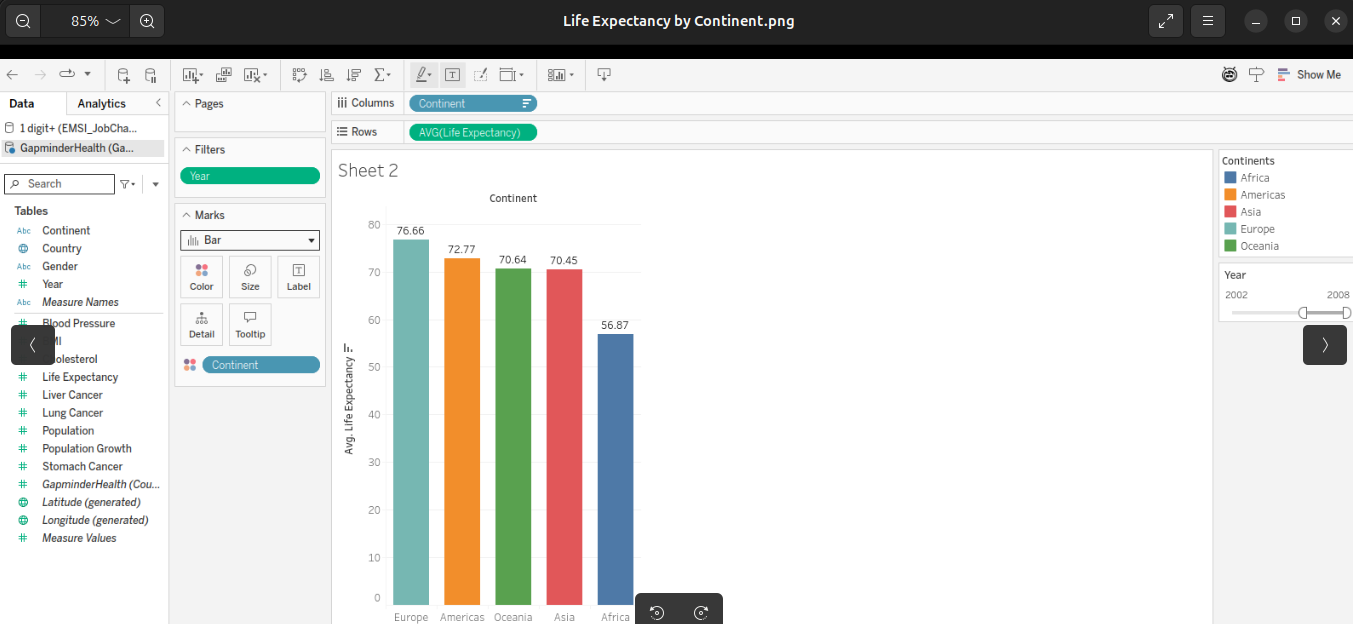 85%
Life Expectancy by Continent.png
Show Me
Data
Analytics
1 digit+ (EMSI_JobCha...
GapminderHealth (Ga...
Search
Tables
Abc Continent
Country
Abc Gender
# Year
Abc Measure Names
# Blood Pressure
MI
olesterol
# Life Expectancy
# Liver Cancer
# Lung Cancer
# Population
# Population Growth
# Stomach Cancer
# GapminderHealth (Cou...
Latitude (generated)
Longitude (generated)
# Measure Values
Pages
Filters
Year
Marks
Bar
Color
Size
T
Label
Detail
Tooltip
Continent
Columns
Continent
Rows
AVG(Life Expectancy)
Sheet 2
Continent
Avg. Life Expectancy
80
70
60
50
40
30
20
10
0
76.66
72.77
70.64
70.45
56.87
Europe
Americas
Oceania
Asia
Africa
Continents
Africa
Americas
Asia
Europe
Oceania
Year
2002
2008